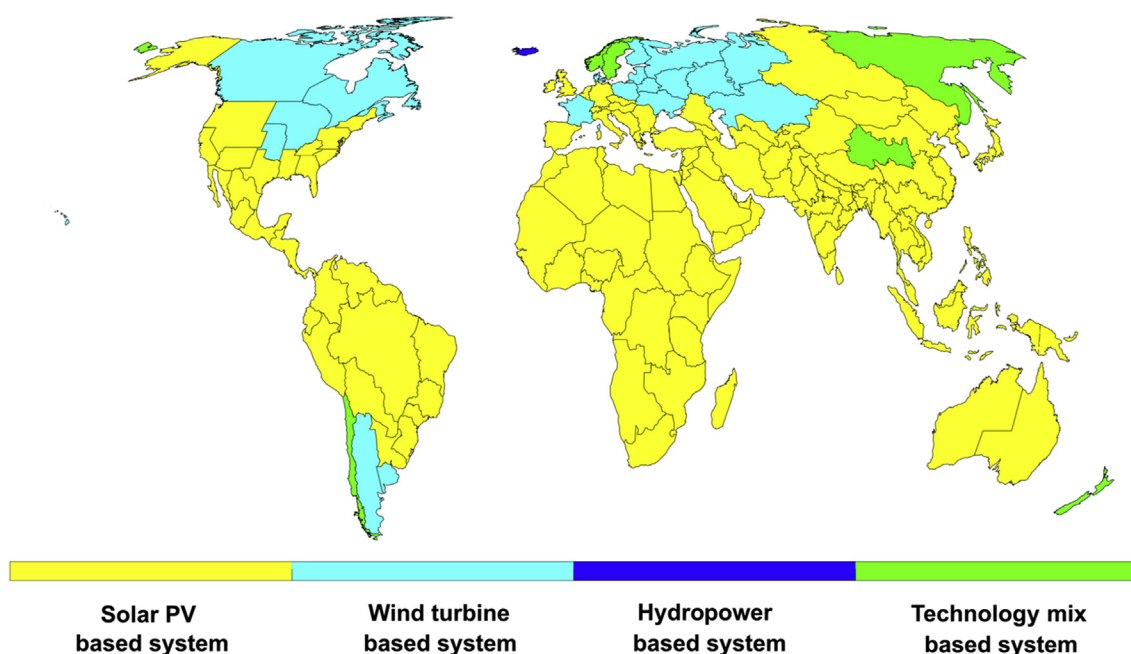 Solar PV
based system
Wind turbine
based system
Hydropower
based system
Technology mix
based system